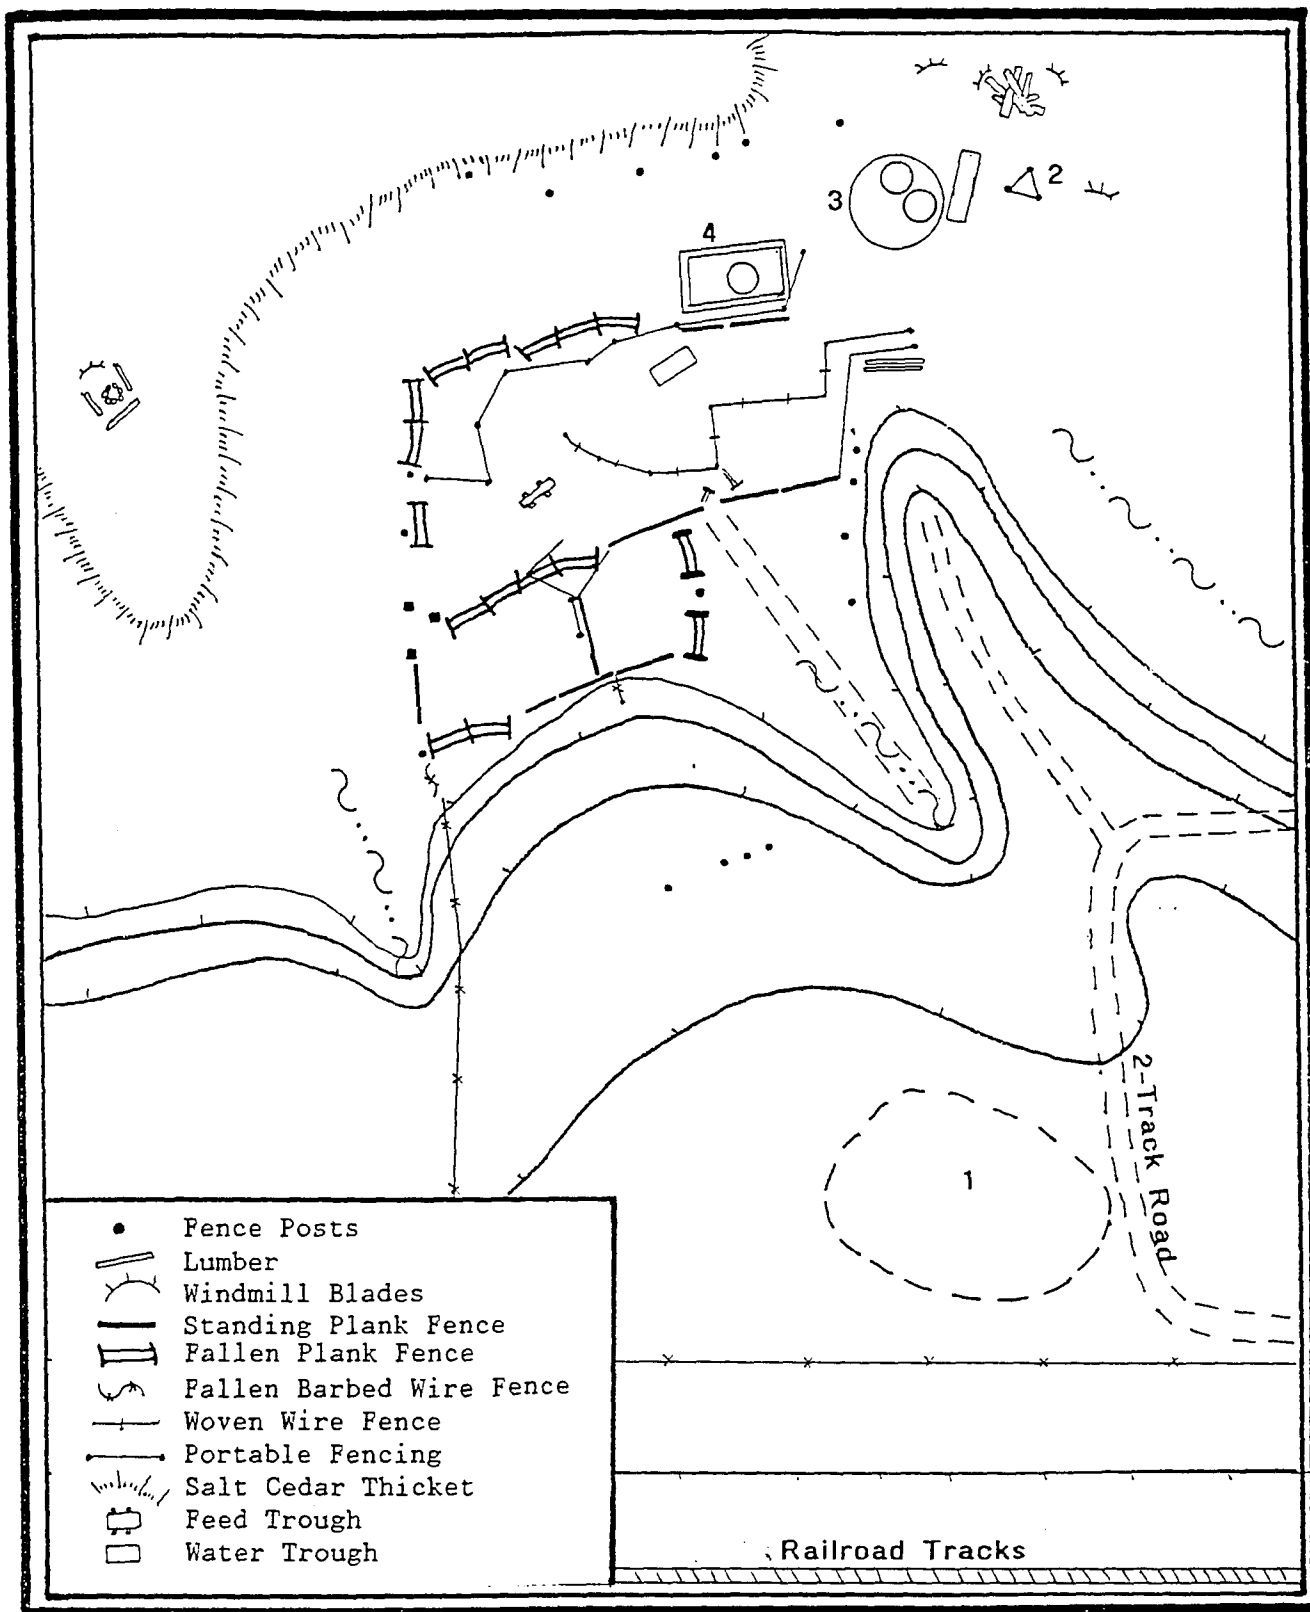 2
3
4
1
2-Track Road
Fence Posts
Lumber
Windmill Blades
Standing Plank Fence
Fallen Plank Fence
Fallen Barbed Wire Fence
Woven Wire Fence
Portable Fencing
Salt Cedar Thicket
Feed Trough
Water Trough
Railroad Tracks